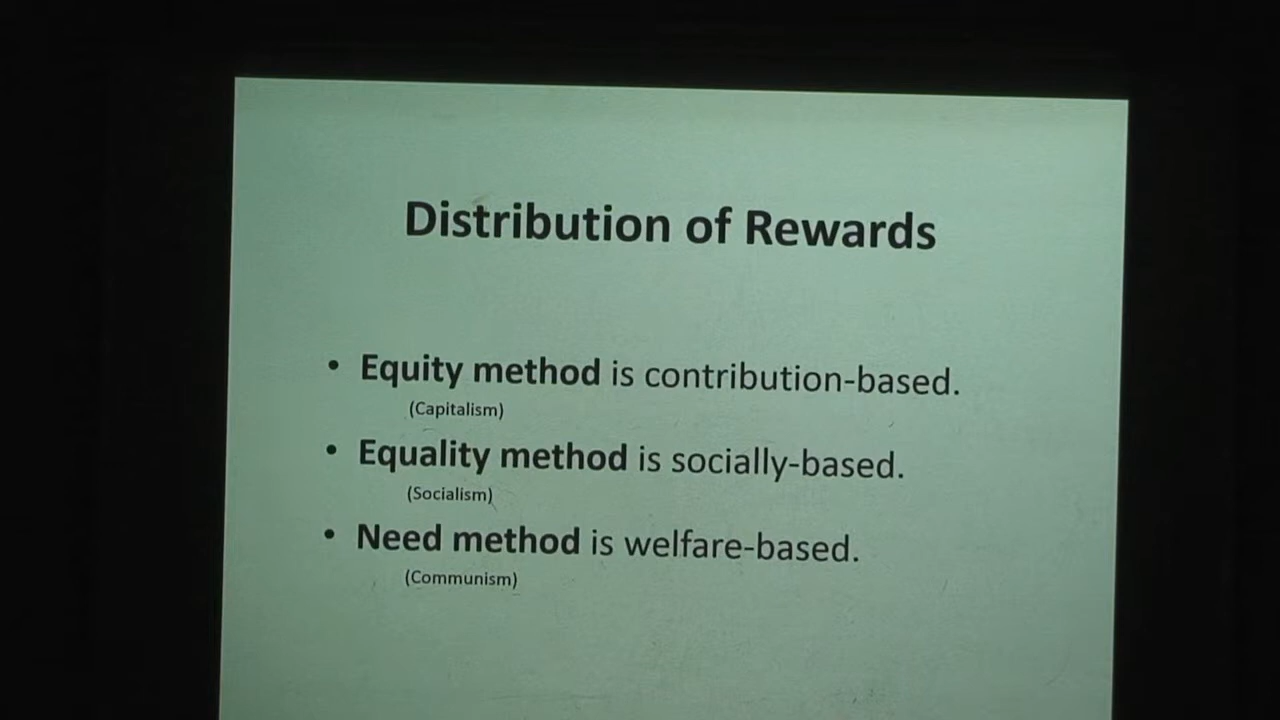 Distribution of Rewards
• Equity method is contribution-based.
(Capitalism)
• Equality method is socially-based.
(Socialism)
• Need method is welfare-based.
(Communism)